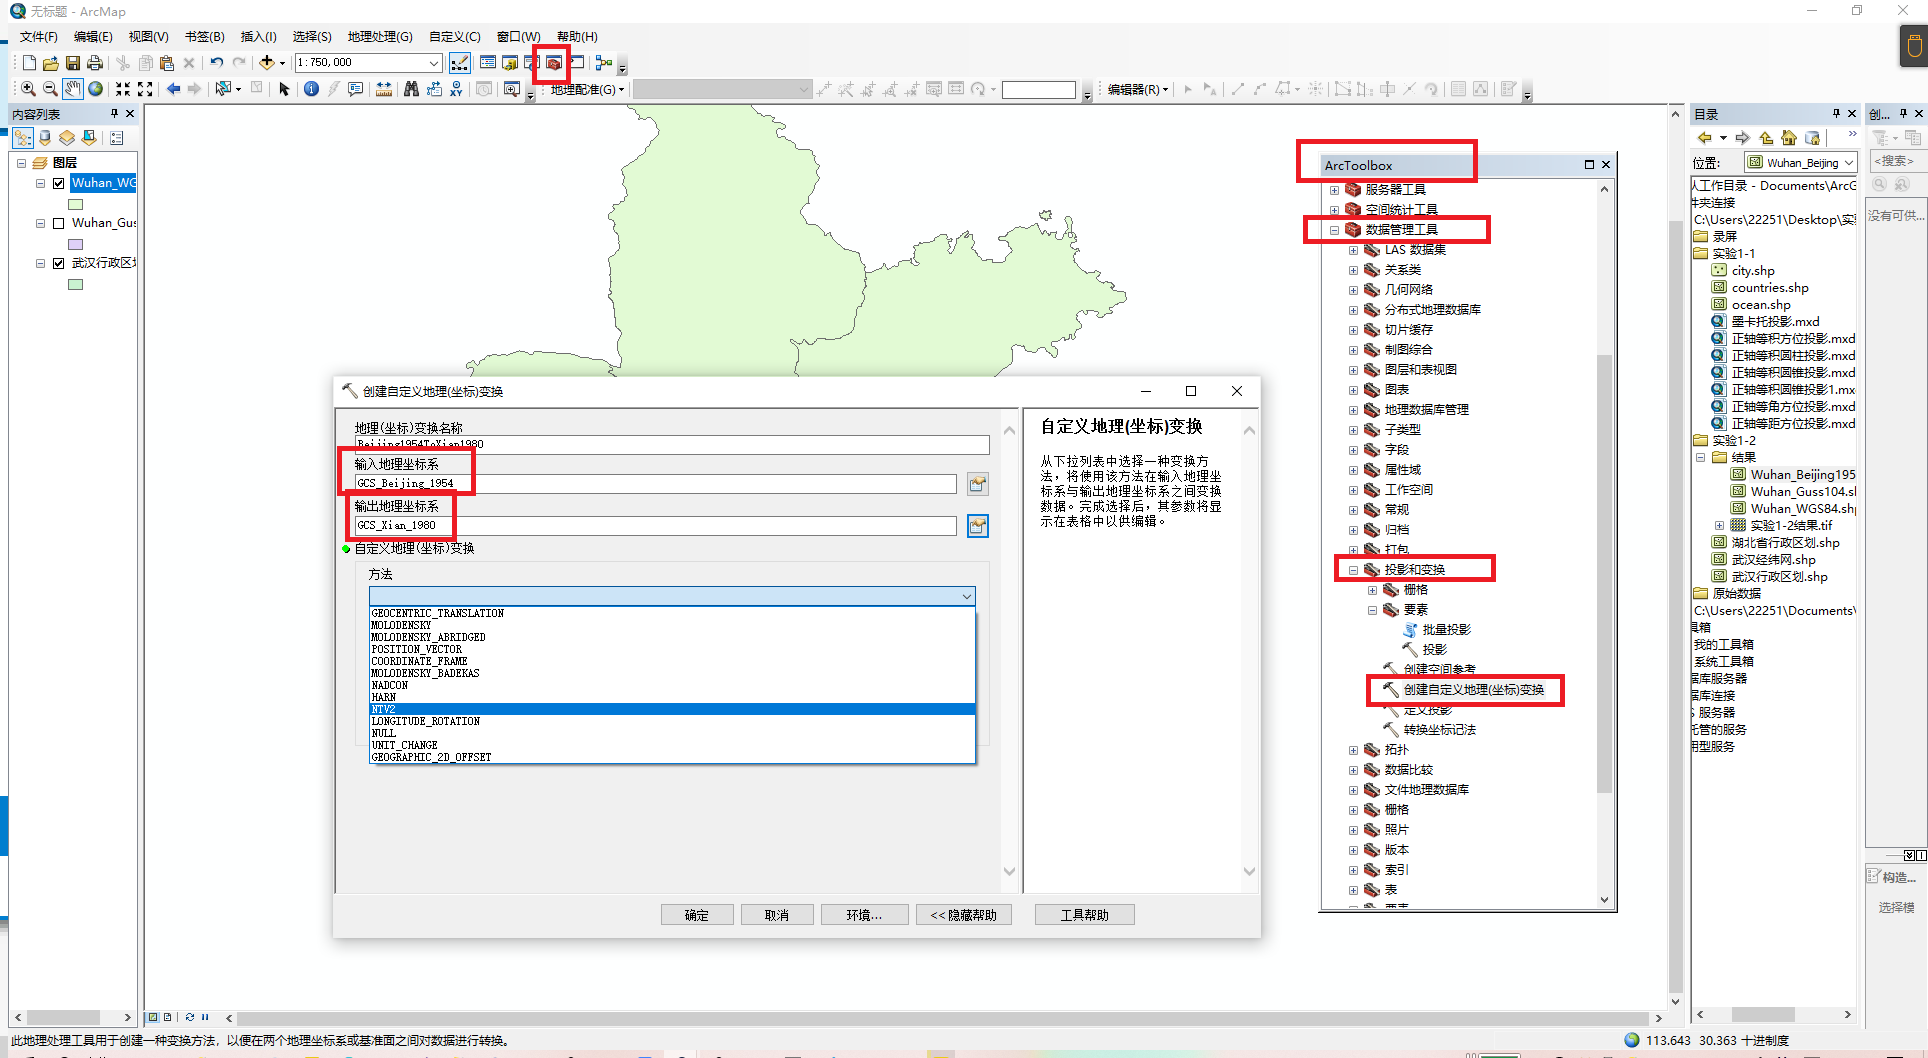 无标题 - ArcMap
文件(F) 编辑(E) 视图(V) 书签(B) 插入(I) 选择(S) 地理处理(G) 自定义(C) 窗口(W) 帮助(H)
1:750,000
地理配准(G)
编辑器(R)
内容列表
图层
Wuhan_WG
Wuhan_Gus
武汉行政区划
ArcToolbox
服务器工具
空间统计工具
数据管理工具
LAS 数据集
关系类
几何网络
分布式地理数据库
切片缓存
制图综合
图层和表视图
图表
地理数据库管理
子类型
字段
属性域
工作空间
常规
归档
打包
投影和变换
栅格
要素
批量投影
投影
创建空间参考
创建自定义地理(坐标)变换
定义投影
转换坐标记法
拓扑
数据比较
文件地理数据库
栅格
照片
版本
索引
表
创建自定义地理(坐标)变换
地理(坐标)变换名称
Beijing1954ToXian1980
输入地理坐标系
GCS_Beijing_1954
输出地理坐标系
GCS_Xian_1980
自定义地理(坐标)变换
方法
GEOCENTRIC_TRANSLATION
MOLODENSKY
MOLODENSKY_ABRIDGED
POSITION_VECTOR
COORDINATE_FRAME
MOLODENSKY_BADEKAS
NADCON
HARN
NTV2
LONGITUDE_ROTATION
NULL
UNIT_CHANGE
GEOGRAPHIC_2D_OFFSET
自定义地理(坐标)变换
从下拉列表中选择一种变换方
法，将使用该方法在输入地理坐
标系与输出地理坐标系之间变换
数据。完成选择后，其参数将显
示在表格中以供编辑。
确定 取消 环境... << 隐藏帮助 工具帮助
目录
位置: Wuhan_Beijing
工作目录 - Documents\ArcG
件夹连接
C:\Users\22251\Desktop\实
录屏
实验1-1
city.shp
countries.shp
ocean.shp
墨卡托投影.mxd
正轴等积方位投影.mxd
正轴等积圆柱投影.mxd
正轴等积圆锥投影.mxd
正轴等积圆锥投影1.mx
正轴等角方位投影.mxd
正轴等距方位投影.mxd
实验1-2
结果
Wuhan_Beijing195
Wuhan_Guss104.sl
Wuhan_WGS84.shp
实验1-2结果.tif
湖北省行政区划.shp
武汉经纬网.shp
武汉行政区划.shp
原始数据
C:\Users\22251\Documents\
具箱
我的工具箱
系统工具箱
据库服务器
据库连接
S 服务器
托管的服务
用型服务
创...
<搜索>
没有可供...
构造...
选择模
此地理处理工具用于创建一种变换方法，以便在两个地理坐标系或基准面之间对数据进行转换。
113.643 30.363 十进制度